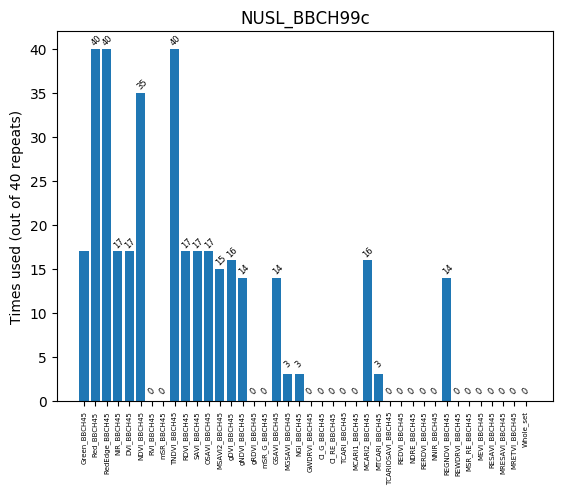 NUSL_BBCH99c
Times used (out of 40 repeats)
40
35
30
25
20
15
10
5
0
40
40
17
17
35
0
0
40
17
17
17
15
16
14
0
0
14
3
3
0
0
0
0
0
16
3
0
0
0
0
0
14
0
0
0
0
0
0
0
Green_BBCH45
Red_BBCH45
RedEdge_BBCH45
NIR_BBCH45
DVI_BBCH45
NDVI_BBCH45
RVI_BBCH45
mSR_BBCH45
TNDVI_BBCH45
RDVI_BBCH45
SAVI_BBCH45
OSAVI_BBCH45
MSAVI2_BBCH45
gDVI_BBCH45
gNDVI_BBCH45
gRDVI_BBCH45
mSR_G_BBCH45
GSAVI_BBCH45
MGSAVI_BBCH45
NGI_BBCH45
GWDRVI_BBCH45
CI_G_BBCH45
CI_RE_BBCH45
TCARI_BBCH45
MCARI1_BBCH45
MCARI2_BBCH45
MTCARI_BBCH45
TCARIOSAVI_BBCH45
REDVI_BBCH45
NDRE_BBCH45
RERDVI_BBCH45
NNIR_BBCH45
REGNDVI_BBCH45
REWDRVI_BBCH45
MSR_RE_BBCH45
MEVI_BBCH45
RESAVI_BBCH45
MRESAVI_BBCH45
MRETVI_BBCH45
Whole_set